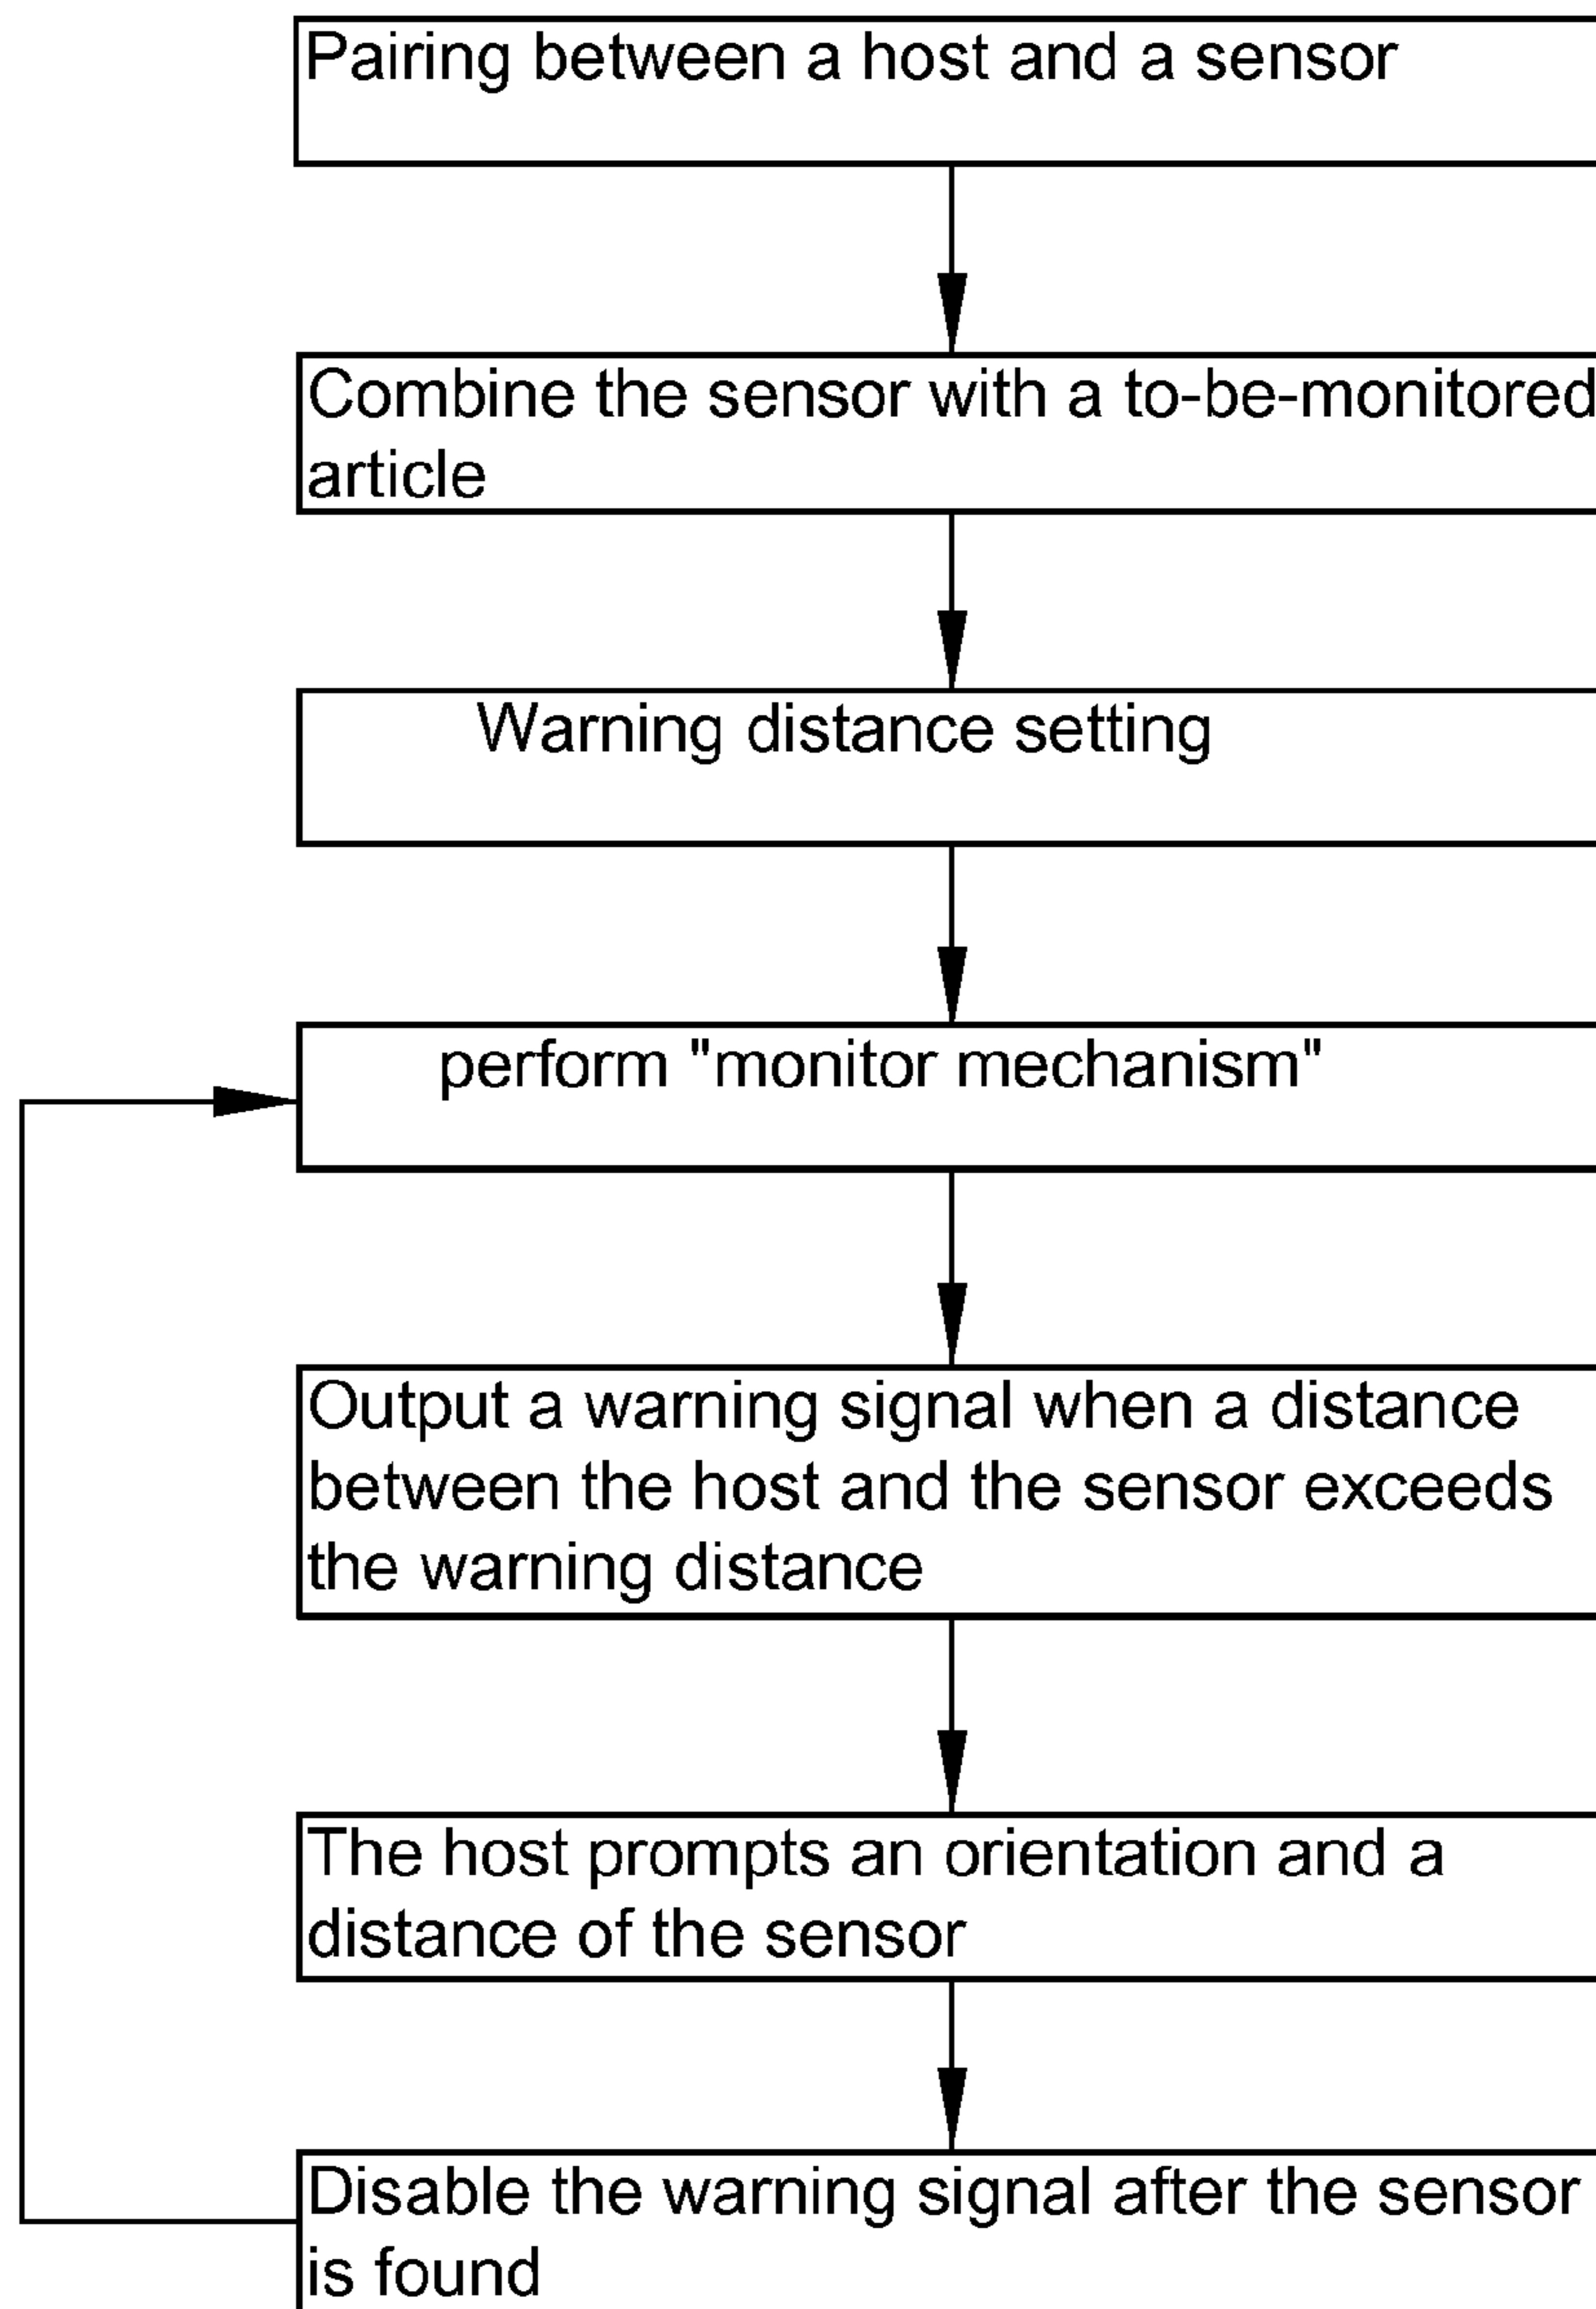 Pairing between a host and a sensor
Combine the sensor with a to-be-monitored
article
Warning distance setting
perform "monitor mechanism"
Output a warning signal when a distance
between the host and the sensor exceeds
the warning distance
The host prompts an orientation and a
distance of the sensor
Disable the warning signal after the sensor
is found